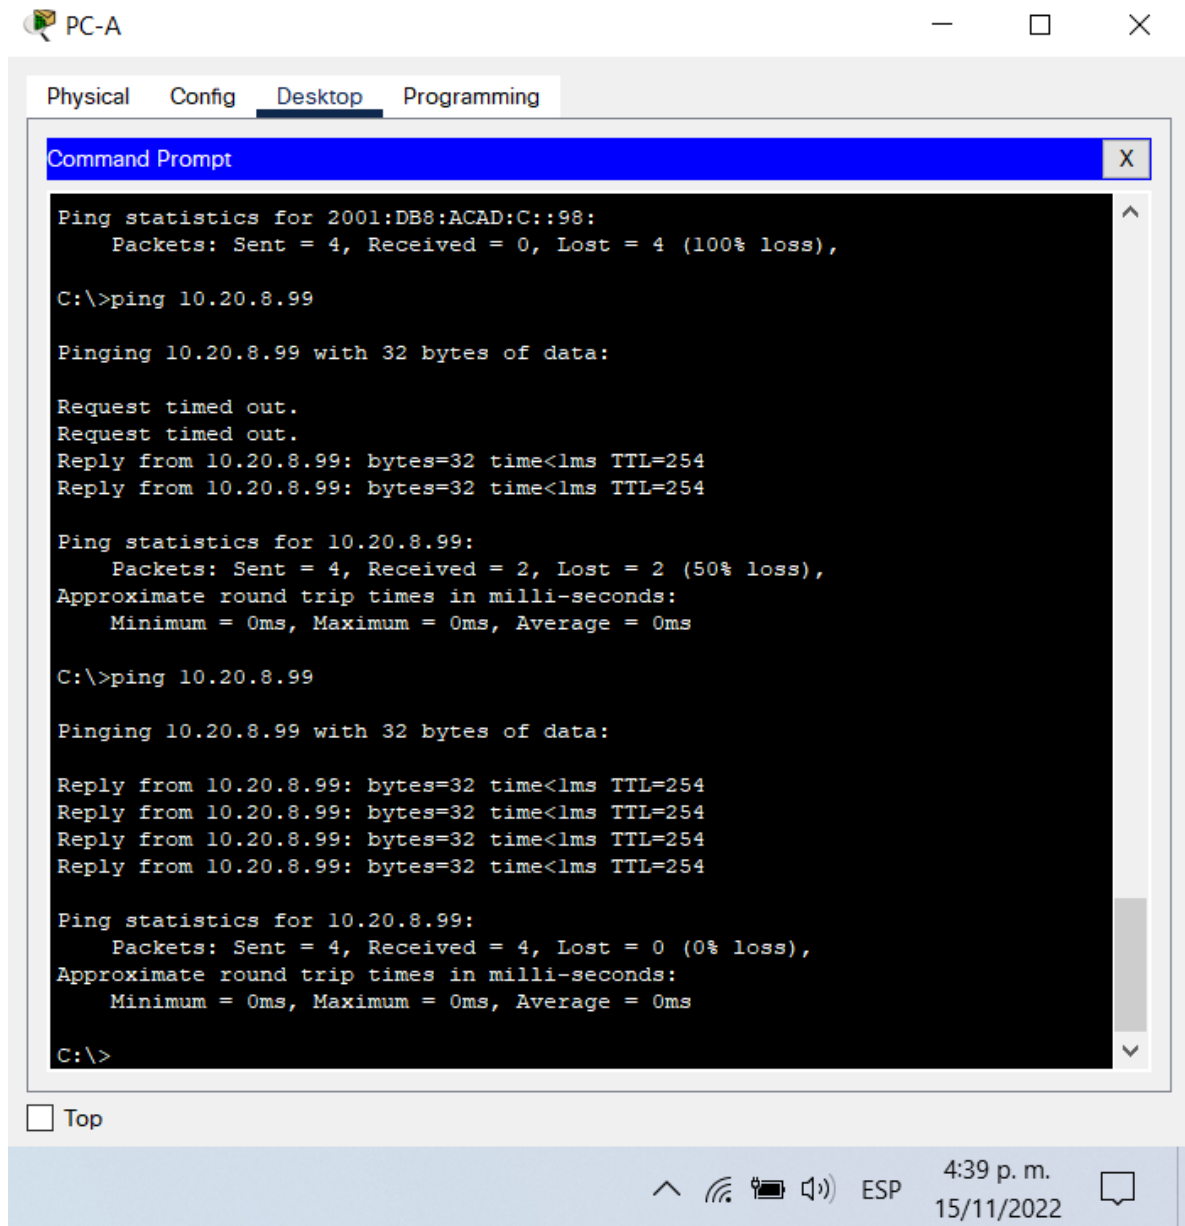 PC-A
Physical Config Desktop Programming
Command Prompt X
Ping statistics for 2001:DB8:ACAD:C::98:
Packets: Sent = 4, Received = 0, Lost = 4 (100% loss),
C:\>ping 10.20.8.99
Pinging 10.20.8.99 with 32 bytes of data:
Request timed out.
Request timed out.
Reply from 10.20.8.99: bytes=32 time<1ms TTL=254
Reply from 10.20.8.99: bytes=32 time<1ms TTL=254
Ping statistics for 10.20.8.99:
Packets: Sent = 4, Received = 2, Lost = 2 (50% loss),
Approximate round trip times in milli-seconds:
Minimum = 0ms, Maximum = 0ms, Average = 0ms
C:\>ping 10.20.8.99
Pinging 10.20.8.99 with 32 bytes of data:
Reply from 10.20.8.99: bytes=32 time<1ms TTL=254
Reply from 10.20.8.99: bytes=32 time<1ms TTL=254
Reply from 10.20.8.99: bytes=32 time<1ms TTL=254
Reply from 10.20.8.99: bytes=32 time<1ms TTL=254
Ping statistics for 10.20.8.99:
Packets: Sent = 4, Received = 4, Lost = 0 (0% loss),
Approximate round trip times in milli-seconds:
Minimum = 0ms, Maximum = 0ms, Average = 0ms
C:\>
Top
ESP
4:39 p. m.
15/11/2022